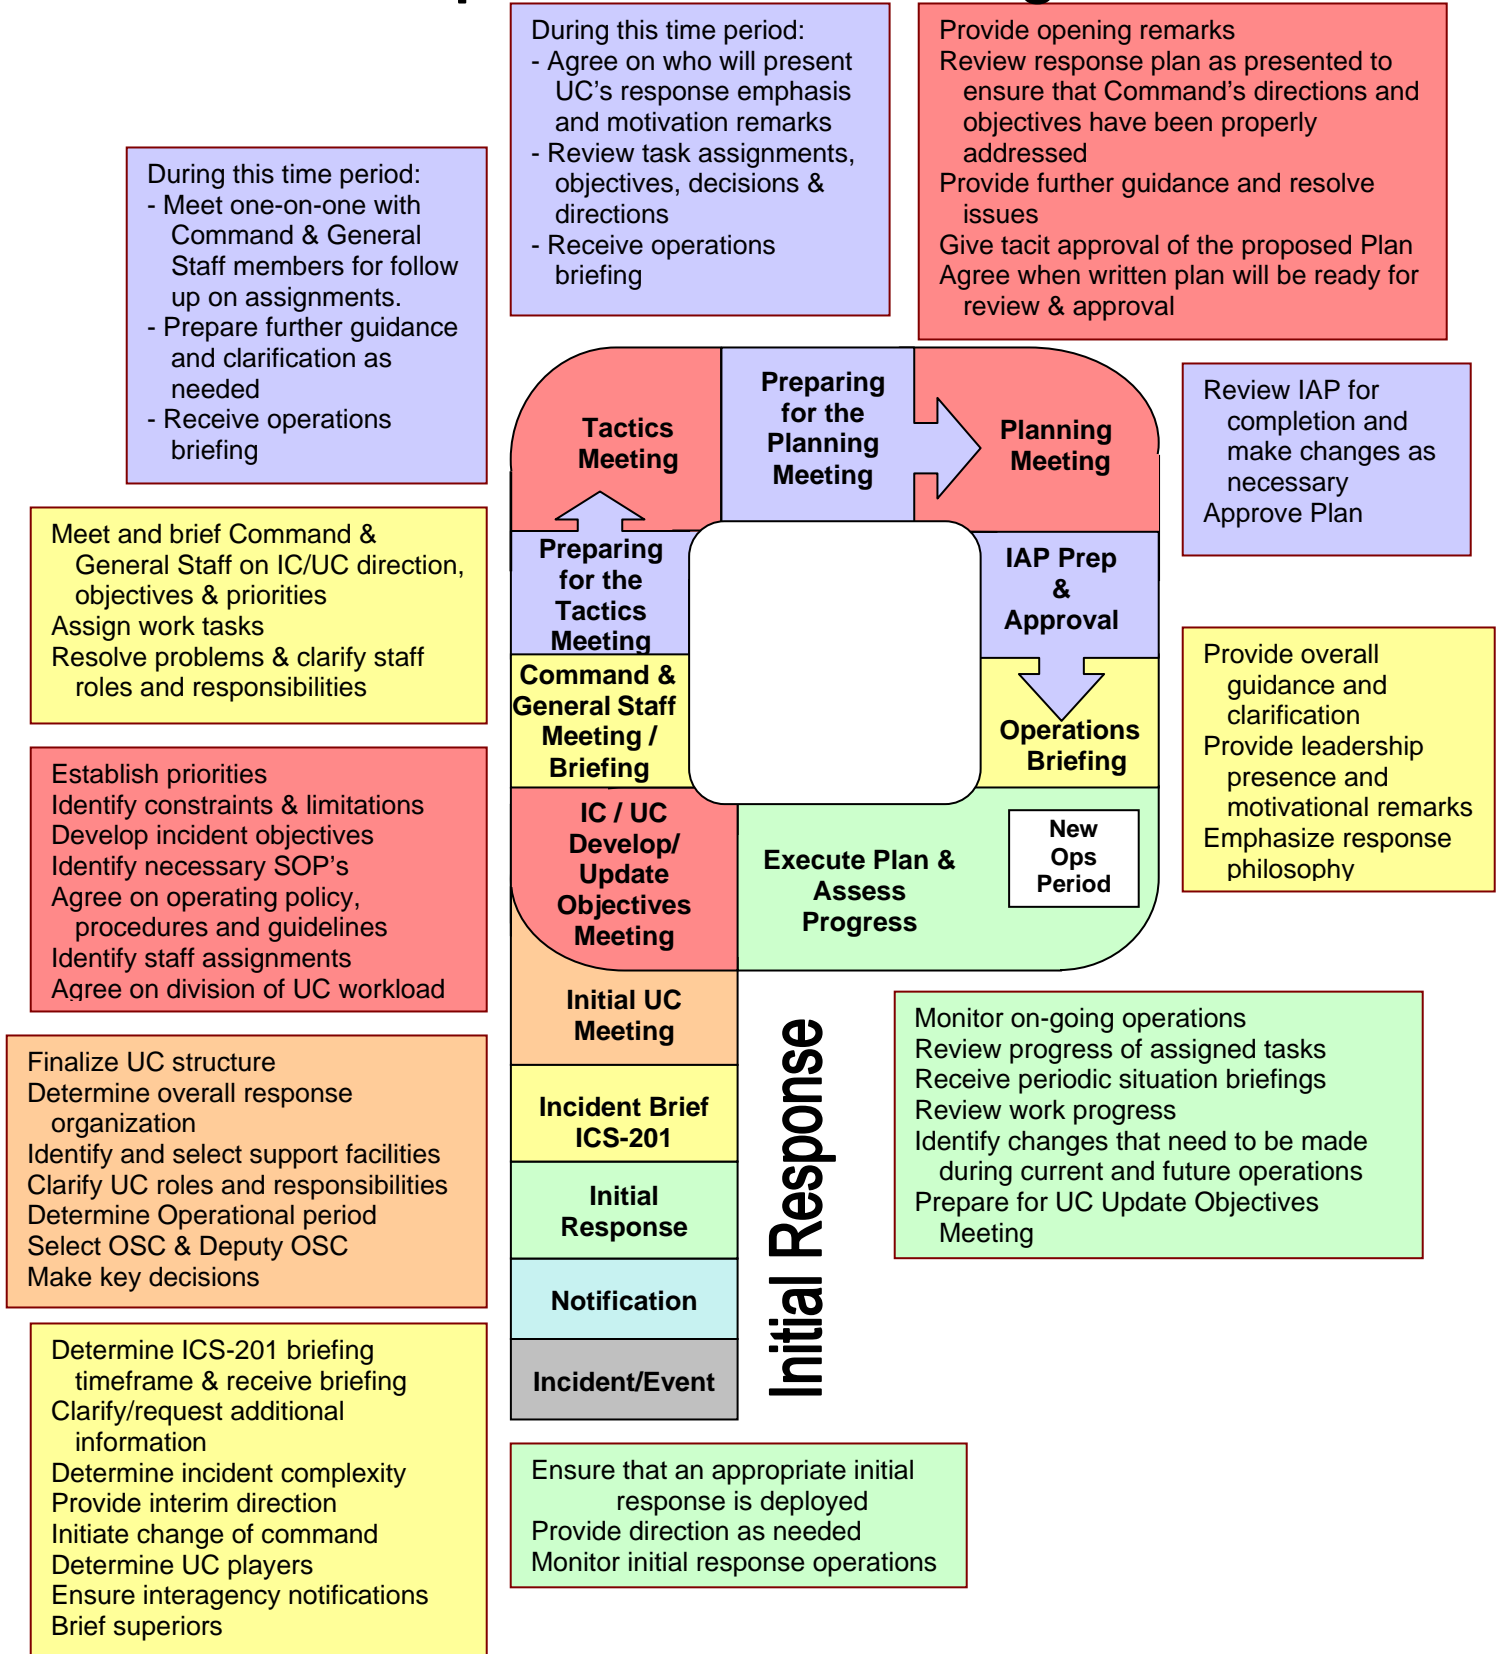 During this time period:
- Agree on who will present
UC's response emphasis
and motivation remarks
- Review task assignments,
objectives, decisions &
directions
- Receive operations
briefing
Provide opening remarks
Review response plan as presented to
ensure that Command's directions and
objectives have been properly
addressed
Provide further guidance and resolve
issues
Give tacit approval of the proposed Plan
Agree when written plan will be ready for
review & approval
During this time period:
- Meet one-on-one with
Command & General
Staff members for follow
up on assignments.
- Prepare further guidance
and clarification as
needed
- Receive operations
briefing
Tactics
Meeting
Preparing
for the
Planning
Meeting
Planning
Meeting
Review IAP for
completion and
make changes as
necessary
Approve Plan
Meet and brief Command &
General Staff on IC/UC direction,
objectives & priorities
Assign work tasks
Resolve problems & clarify staff
roles and responsibilities
Preparing
for the
Tactics
Meeting
IAP Prep
&
Approval
Command &
General Staff
Meeting /
Briefing
Operations
Briefing
Provide overall
guidance and
clarification
Provide leadership
presence and
motivational remarks
Emphasize response
philosophy
Establish priorities
Identify constraints & limitations
Develop incident objectives
Identify necessary SOP's
Agree on operating policy,
procedures and guidelines
Identify staff assignments
Agree on division of UC workload
IC / UC
Develop/
Update
Objectives
Meeting
Execute Plan &
Assess
Progress
New
Ops
Period
Initial UC
Meeting
Finalize UC structure
Determine overall response
organization
Identify and select support facilities
Clarify UC roles and responsibilities
Determine Operational period
Select OSC & Deputy OSC
Make key decisions
Incident Brief
ICS-201
Initial
Response
Notification
Incident/Event
Initial Response
Monitor on-going operations
Review progress of assigned tasks
Receive periodic situation briefings
Review work progress
Identify changes that need to be made
during current and future operations
Prepare for UC Update Objectives
Meeting
Determine ICS-201 briefing
timeframe & receive briefing
Clarify/request additional
information
Determine incident complexity
Provide interim direction
Initiate change of command
Determine UC players
Ensure interagency notifications
Brief superiors
Ensure that an appropriate initial
response is deployed
Provide direction as needed
Monitor initial response operations